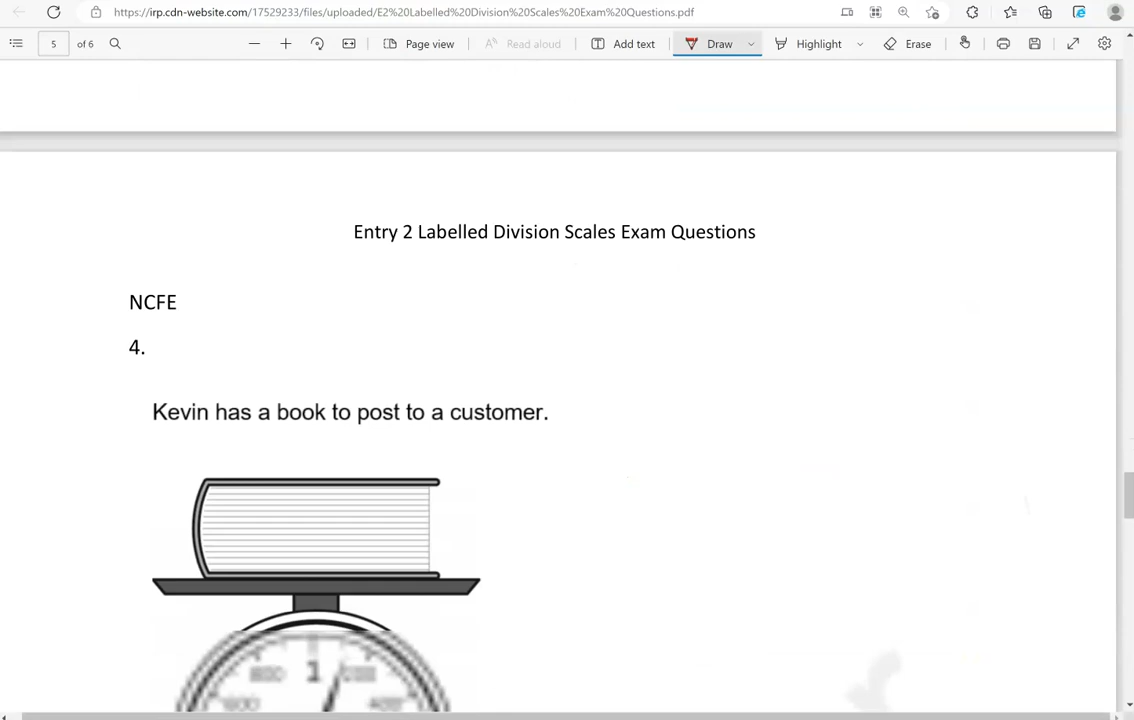 https://irp.cdn-website.com/17529233/files/uploaded/E2%20Labelled%20Division%20Scales%20Exam%20Questions.pdf
5 of 6 Page view Read aloud Add text Draw Highlight Erase
Entry 2 Labelled Division Scales Exam Questions
NCFE
4.
Kevin has a book to post to a customer.
800 1